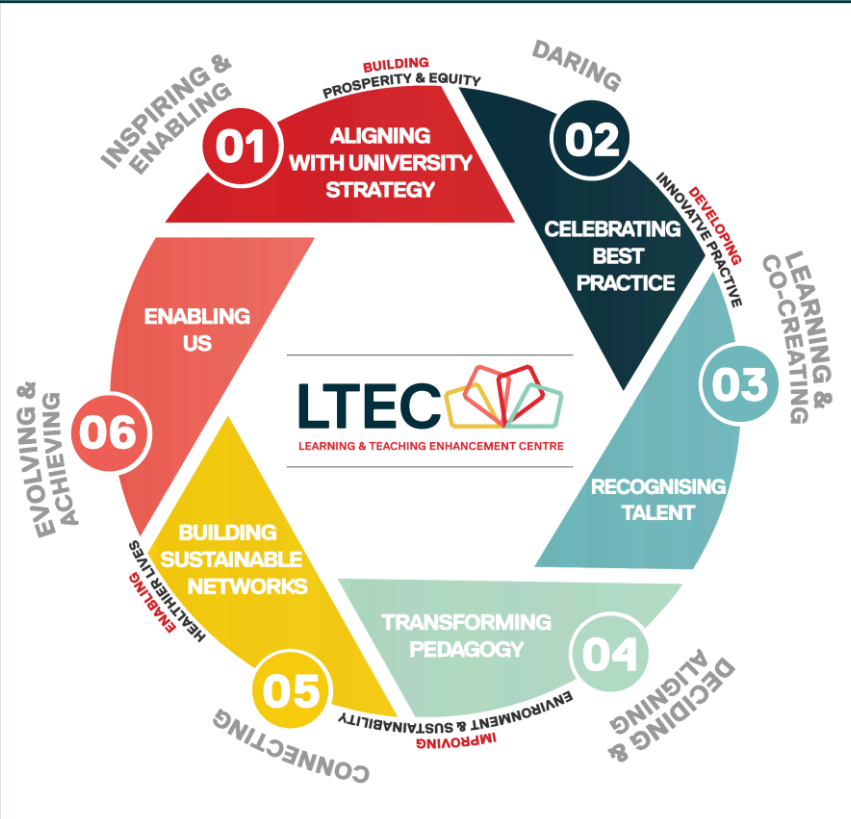 INSPIRING &
ENABLING
01
ALIGNING
WITH UNIVERSITY
STRATEGY
BUILDING
PROSPERITY & EQUITY
DARING
02
CELEBRATING
BEST
PRACTICE
DEVELOPING
INNOVATVE PRACTIVE
LEARNING &
CO-CREATING
03
RECOGNISING
TALENT
DECIDING &
ALIGNING
04
TRANSFORMING
PEDAGOGY
ENVIRONMENT & SUSTAINABILITY
IMPROVING
CONNECTING
05
BUILDING
SUSTAINABLE
NETWORKS
HEALTHIER LIVES
ENABLING
EVOLVING &
ACHIEVING
06
ENABLING
US
LTEC
LEARNING & TEACHING ENHANCEMENT CENTRE